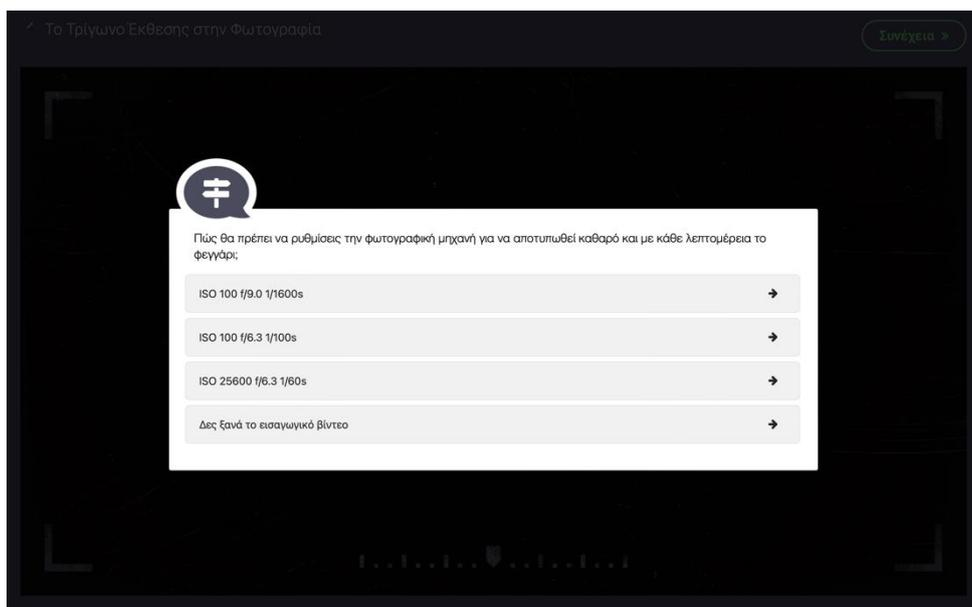 Το Τρίγωνο Έκθεσης στην Φωτογραφία
Συνέχεια »
Πώς θα πρέπει να ρυθμίσεις την φωτογραφική μηχανή για να αποτυπωθεί καθαρό και με κάθε λεπτομέρεια το
φεγγάρι;
ISO 100 f/9.0 1/1600s
ISO 100 f/6.3 1/100s
ISO 25600 f/6.3 1/60s
Δες ξανά το εισαγωγικό βίντεο